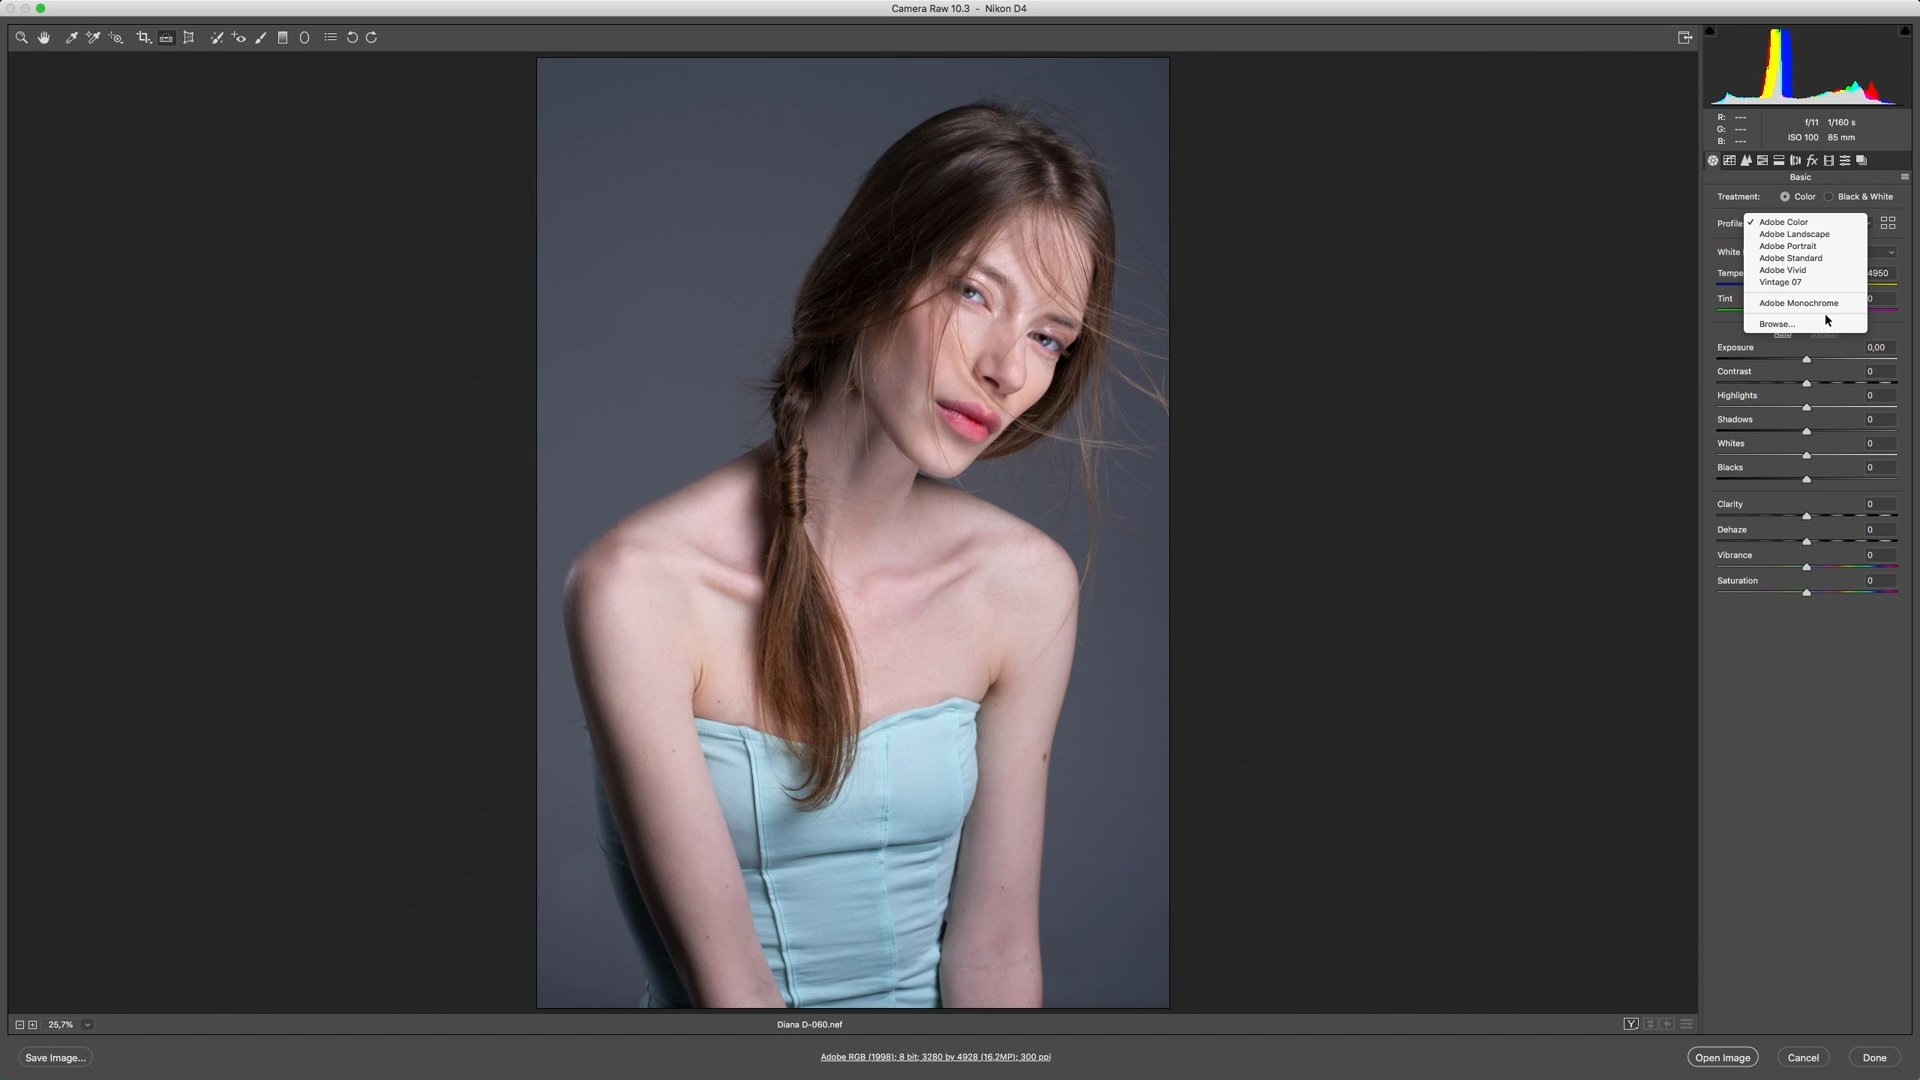 Camera Raw 10.3 - Nikon D4
R: ---
G: ---
B: ---
f/11 1/160 s
ISO 100 85 mm
fx
Basic
Treatment: Color Black & White
Profile
✓ Adobe Color
Adobe Landscape
Adobe Portrait
Adobe Standard
Adobe Vivid
Vintage 07
Adobe Monochrome
Browse...
White
Tempe 4950
Tint 0
Auto
Exposure 0,00
Contrast 0
Highlights 0
Shadows 0
Whites 0
Blacks 0
Clarity 0
Dehaze 0
Vibrance 0
Saturation 0
25,7%
Diana D-060.nef
Y
Save Image...
Adobe RGB (1998); 8 bit; 3280 by 4928 (16,2MP); 300 ppi
Open Image
Cancel
Done